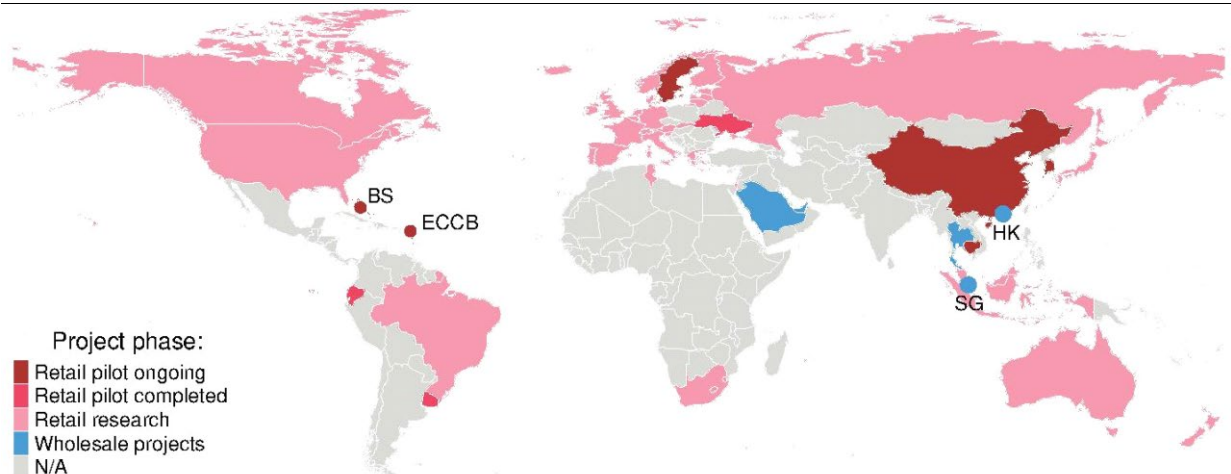 BS
ECCB
HK
SG
Project phase:
Retail pilot ongoing
Retail pilot completed
Retail research
Wholesale projects
N/A